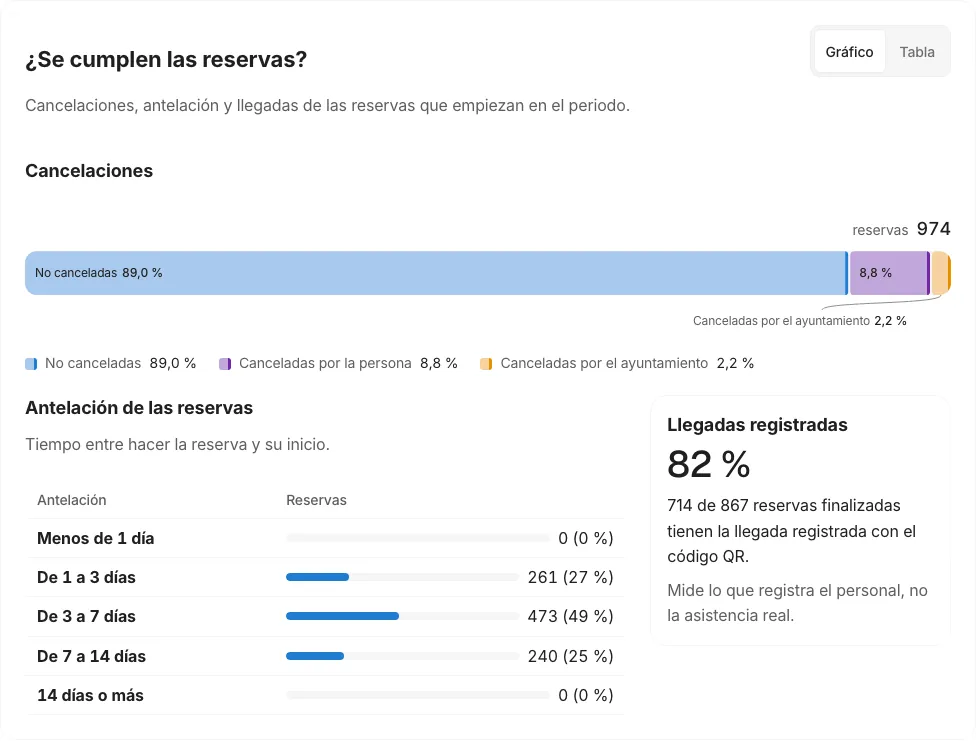 ¿Se cumplen las reservas?
Gráfico Tabla
Cancelaciones, antelación y llegadas de las reservas que empiezan en el periodo.
Cancelaciones
reservas 974
No canceladas 89,0 %
8,8 %
Canceladas por el ayuntamiento 2,2 %
No canceladas 89,0 % Canceladas por la persona 8,8 % Canceladas por el ayuntamiento 2,2 %
Antelación de las reservas
Tiempo entre hacer la reserva y su inicio.
Antelación Reservas
Menos de 1 día 0 (0 %)
De 1 a 3 días 261 (27 %)
De 3 a 7 días 473 (49 %)
De 7 a 14 días 240 (25 %)
14 días o más 0 (0 %)
Llegadas registradas
82 %
714 de 867 reservas finalizadas
tienen la llegada registrada con el
código QR.
Mide lo que registra el personal, no
la asistencia real.